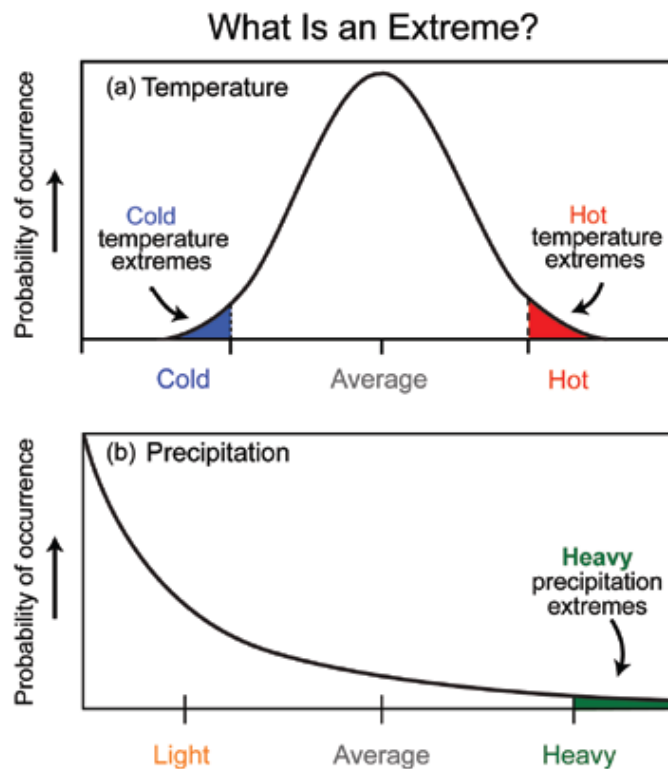 What Is an Extreme?
(a) Temperature
Probability of occurrence
Cold
temperature
extremes
Hot
temperature
extremes
Cold
Average
Hot
(b) Precipitation
Probability of occurrence
Heavy
precipitation
extremes
Light
Average
Heavy